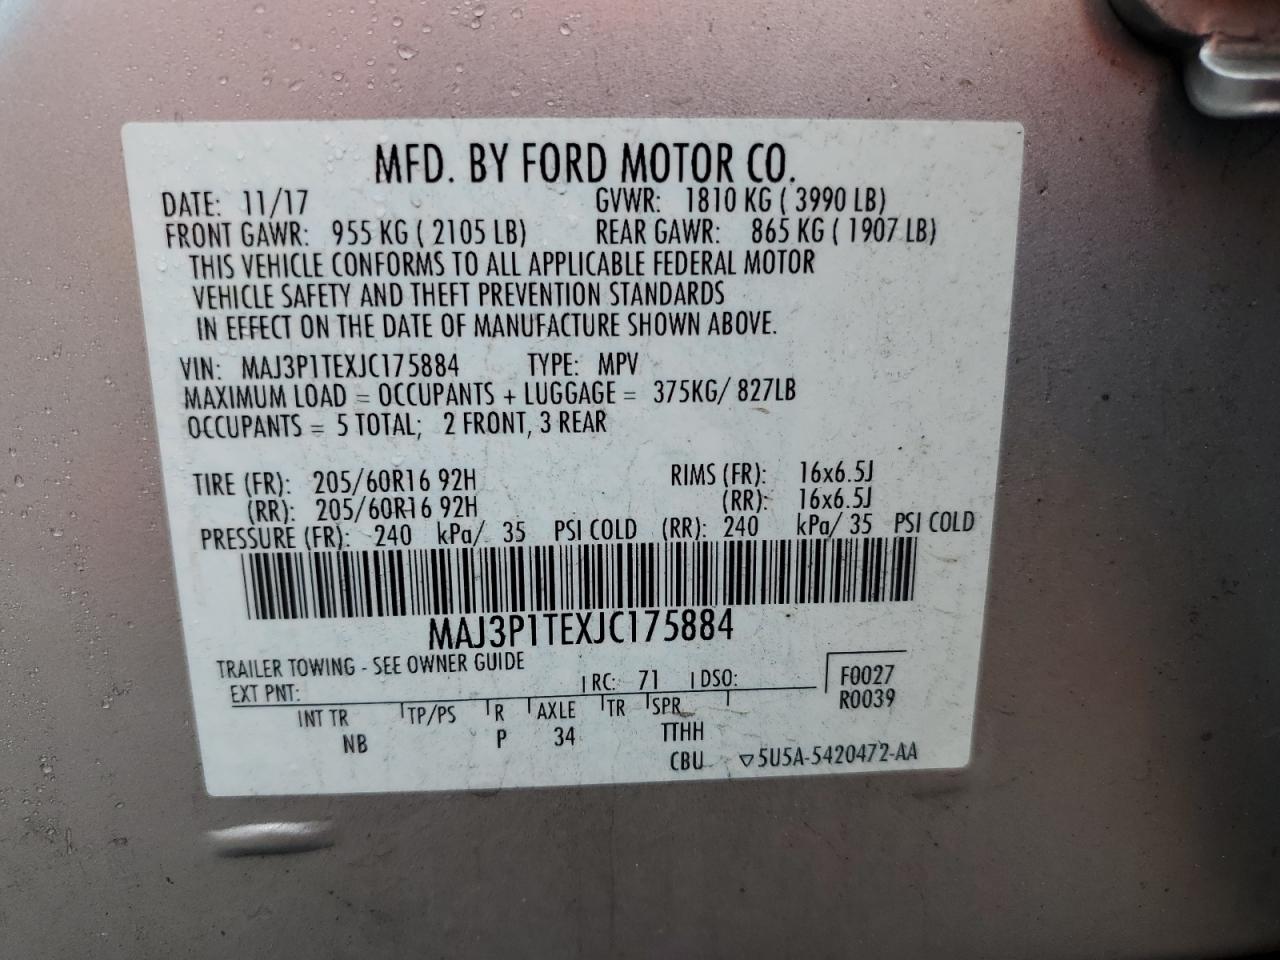 MFD. BY FORD MOTOR CO.
DATE: 11/17 GVWR: 1810 KG ( 3990 LB)
FRONT GAWR: 955 KG ( 2105 LB) REAR GAWR: 865 KG ( 1907 LB)
THIS VEHICLE CONFORMS TO ALL APPLICABLE FEDERAL MOTOR
VEHICLE SAFETY AND THEFT PREVENTION STANDARDS
IN EFFECT ON THE DATE OF MANUFACTURE SHOWN ABOVE.
VIN: MAJ3P1TEXJC175884 TYPE: MPV
MAXIMUM LOAD = OCCUPANTS + LUGGAGE = 375KG/ 827LB
OCCUPANTS = 5 TOTAL; 2 FRONT, 3 REAR
TIRE (FR): 205/60R16 92H RIMS (FR): 16x6.5J
(RR): 205/60R16 92H (RR): 16x6.5J
PRESSURE (FR): 240 kPa/ 35 PSI COLD (RR): 240 kPa/ 35 PSI COLD
MAJ3P1TEXJC175884
TRAILER TOWING - SEE OWNER GUIDE
EXT PNT: RC: 71 DSO: F0027
R0039
INT TR TP/PS R AXLE TR SPR
NB P 34 TTHH
CBU ▽5U5A-5420472-AA